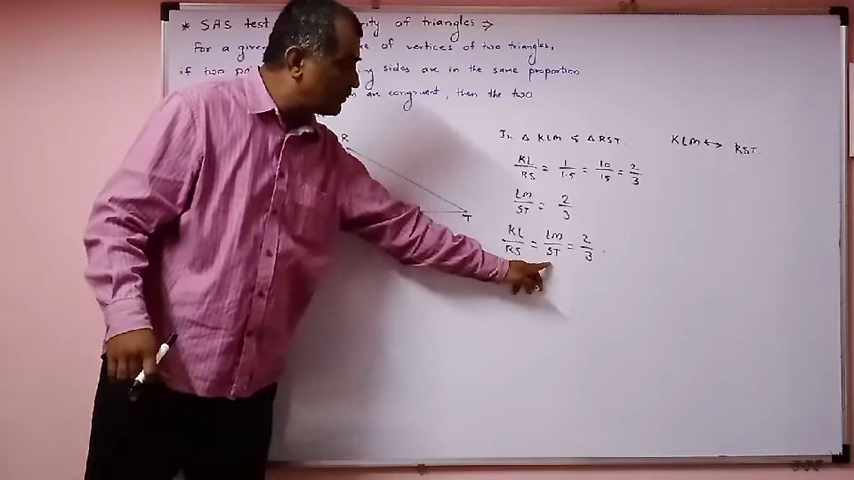 * SAS test ity of triangles ⇒
For a given e of vertices of two triangles,
if two pa ing sides are in the same proportion
are congruent, then the two
R
T
In △ KLM & △ RST.
KLM ↔ RST.
KL/RS = 1/1.5 = 10/15 = 2/3
LM/ST = 2/3
KL/RS = LM/ST = 2/3.